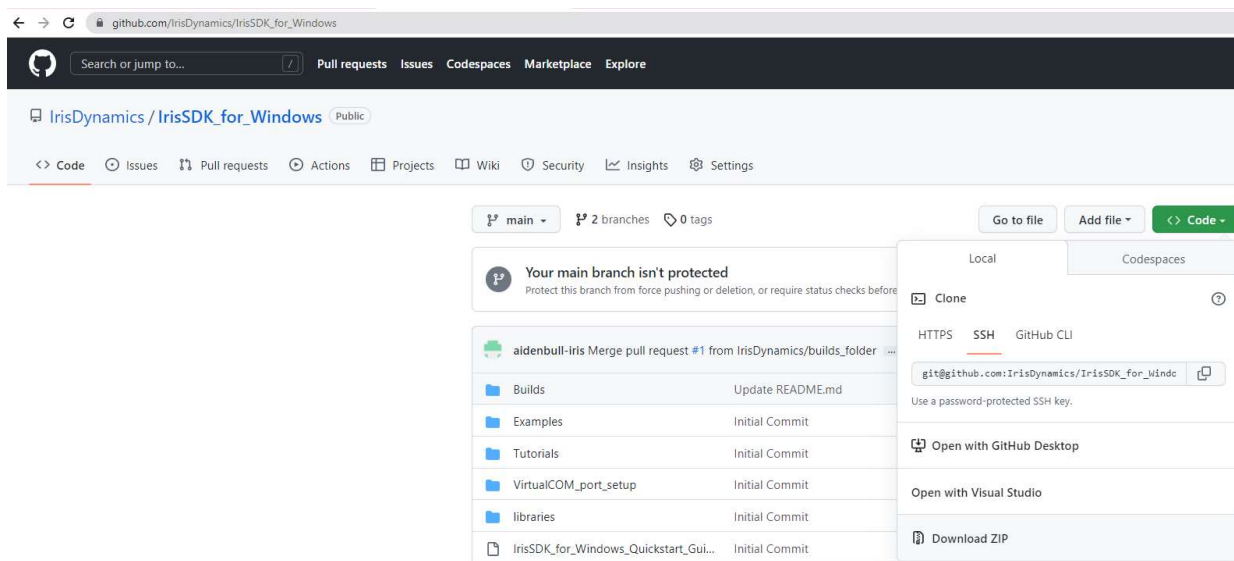 github.com/IrisDynamics/IrisSDK_for_Windows
Search or jump to... / Pull requests Issues Codespaces Marketplace Explore
IrisDynamics / IrisSDK_for_Windows Public
<> Code Issues Pull requests Actions Projects Wiki Security Insights Settings
main 2 branches 0 tags Go to file Add file <> Code
Local Codespaces
Your main branch isn't protected
Protect this branch from force pushing or deletion, or require status checks before
Clone
HTTPS SSH GitHub CLI
aidenbull-iris Merge pull request #1 from IrisDynamics/builds_folder ...
git@github.com:IrisDynamics/IrisSDK_for_Windo
Use a password-protected SSH key.
Builds Update README.md
Examples Initial Commit
Open with GitHub Desktop
Tutorials Initial Commit
VirtualCOM_port_setup Initial Commit
Open with Visual Studio
libraries Initial Commit
Download ZIP
IrisSDK_for_Windows_Quickstart_Gui... Initial Commit